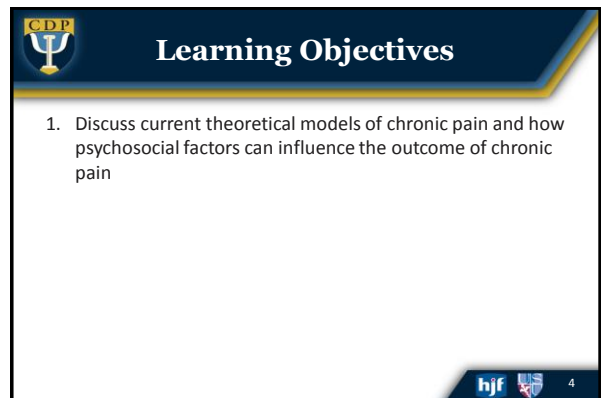 CDP
Learning Objectives
1. Discuss current theoretical models of chronic pain and how
psychosocial factors can influence the outcome of chronic
pain
hjf 4